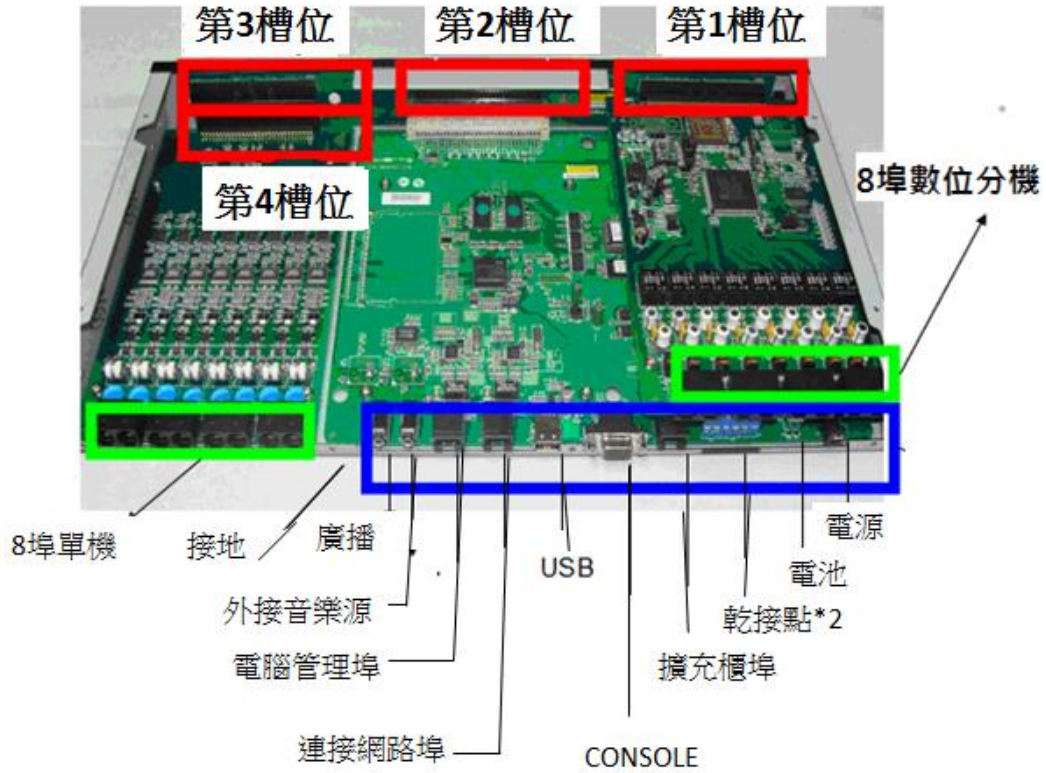 第3槽位
第2槽位
第1槽位
8埠數位分機
第4槽位
8埠單機
接地
廣播
USB
電源
電池
外接音樂源
乾接點*2
電腦管理埠
擴充櫃埠
連接網路埠
CONSOLE